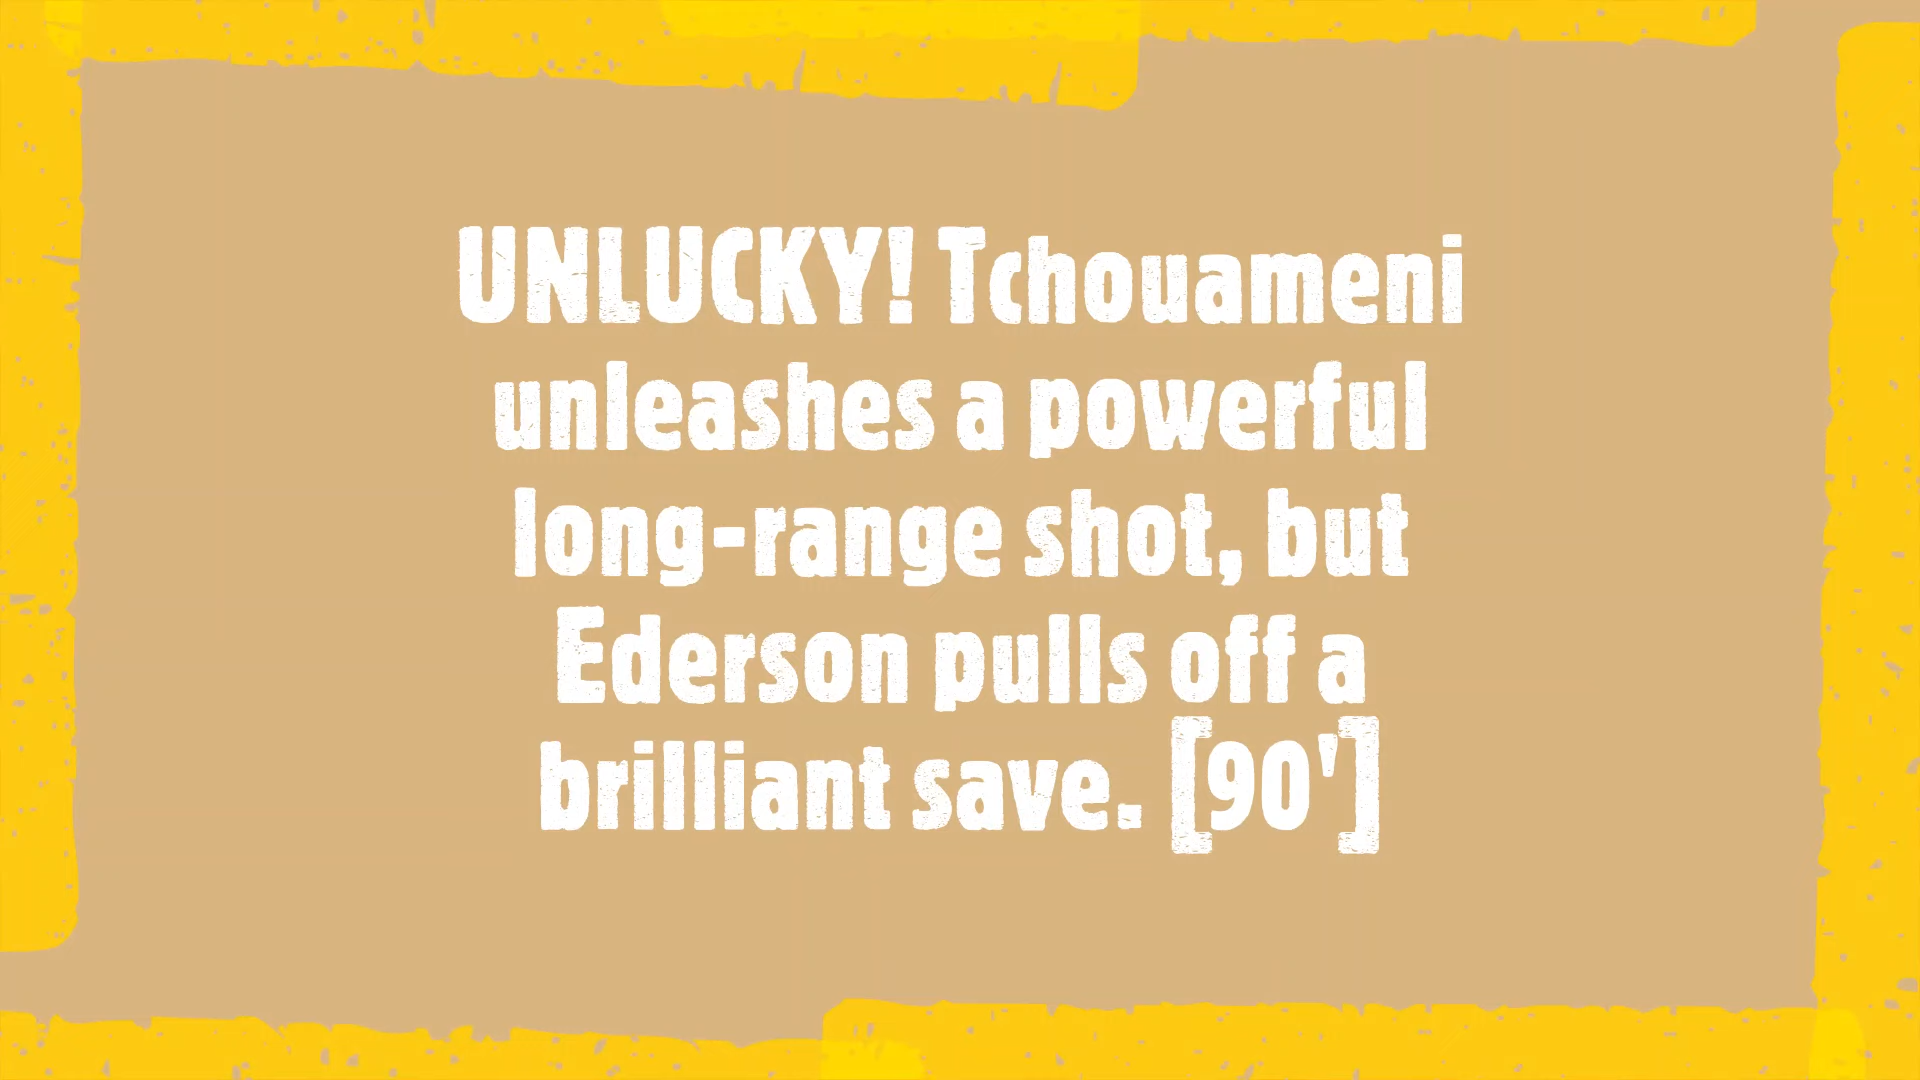 UNLUCKY! Tchouameni
unleashes a powerful
long-range shot, but
Ederson pulls off a
brilliant save. [90']